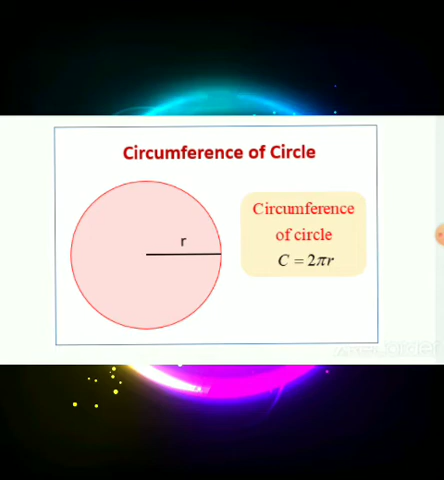 Circumference of Circle
r
Circumference
of circle
C = 2πr